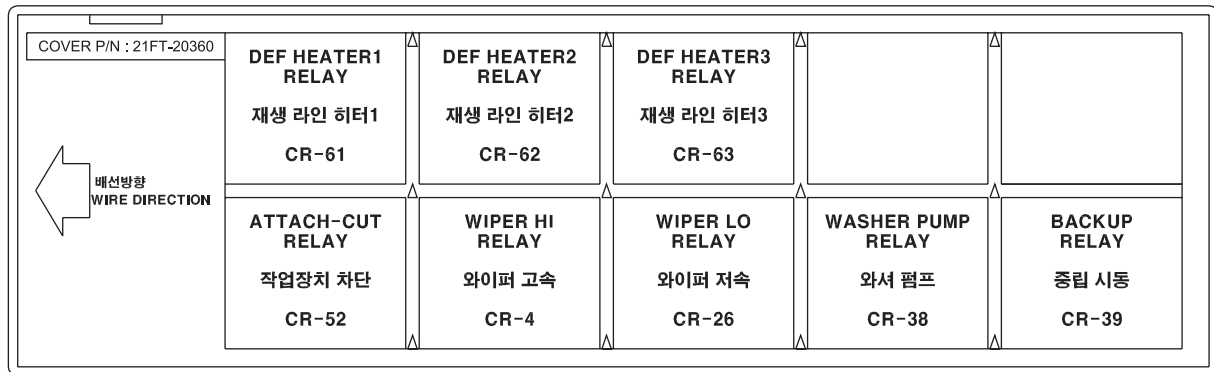 COVER P/N : 21FT-20360
DEF HEATER1
RELAY
재생 라인 히터1
CR-61
DEF HEATER2
RELAY
재생 라인 히터2
CR-62
DEF HEATER3
RELAY
재생 라인 히터3
CR-63
배선방향
WIRE DIRECTION
ATTACH-CUT
RELAY
작업장치 차단
CR-52
WIPER HI
RELAY
와이퍼 고속
CR-4
WIPER LO
RELAY
와이퍼 저속
CR-26
WASHER PUMP
RELAY
와셔 펌프
CR-38
BACKUP
RELAY
중립 시동
CR-39